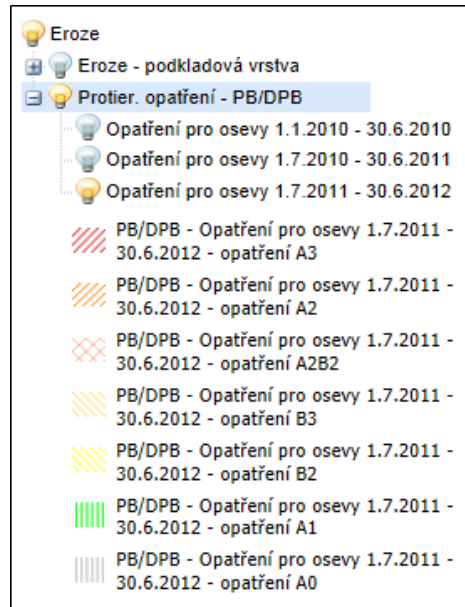 Eroze
Eroze - podkladová vrstva
Protier. opatření - PB/DPB
Opatření pro osevy 1.1.2010 - 30.6.2010
Opatření pro osevy 1.7.2010 - 30.6.2011
Opatření pro osevy 1.7.2011 - 30.6.2012
PB/DPB - Opatření pro osevy 1.7.2011 -
30.6.2012 - opatření A3
PB/DPB - Opatření pro osevy 1.7.2011 -
30.6.2012 - opatření A2
PB/DPB - Opatření pro osevy 1.7.2011 -
30.6.2012 - opatření A2B2
PB/DPB - Opatření pro osevy 1.7.2011 -
30.6.2012 - opatření B3
PB/DPB - Opatření pro osevy 1.7.2011 -
30.6.2012 - opatření B2
PB/DPB - Opatření pro osevy 1.7.2011 -
30.6.2012 - opatření A1
PB/DPB - Opatření pro osevy 1.7.2011 -
30.6.2012 - opatření A0